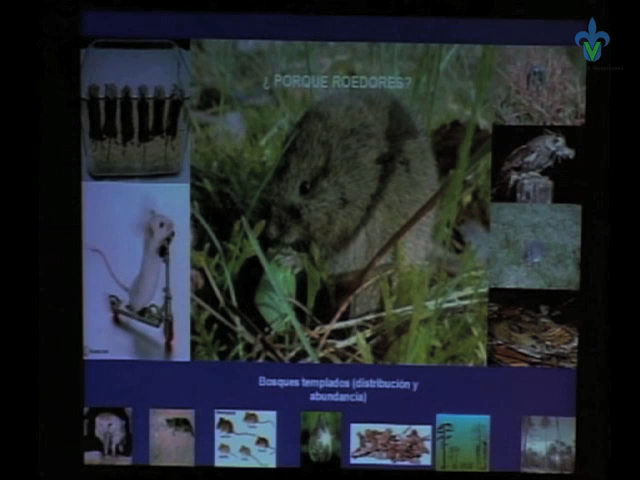 ¿ PORQUE ROEDORES?
Bosques templados (distribución y
abundancia)